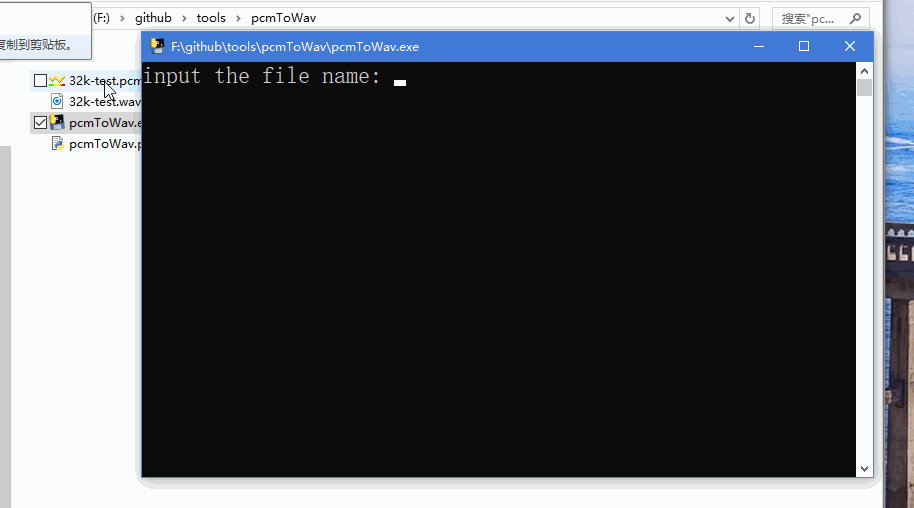 (F:) > github > tools > pcmToWav
搜索"pc...
复制到剪贴板。
F:\github\tools\pcmToWav\pcmToWav.exe
input the file name:
32k-test.pcm
32k-test.wav
pcmToWav.e
pcmToWav.p